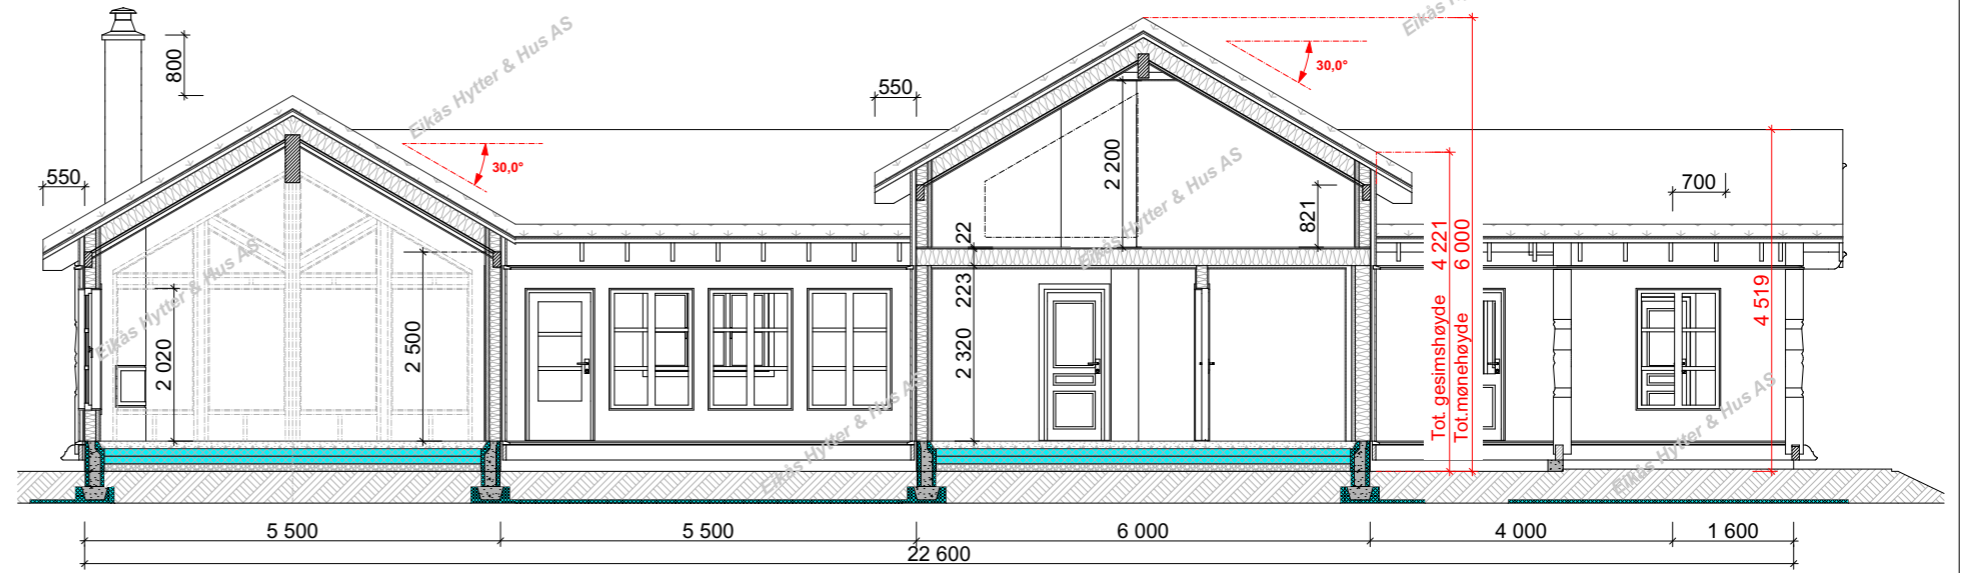 Eikås Hytter & Hus AS
Eikås Hytter & Hus AS
800
550
30,0°
550
30,0°
2 200
821
22
223
2 320
2 020
2 500
Eikås Hytter & Hus AS
Eikås Hytter & Hus AS
Tot. gesimshøyde 4 221
Tot.mønehøyde 6 000
700
4 519
Eikås Hytter & Hus AS
Eikås Hytter & Hus AS
5 500
5 500
6 000
4 000
1 600
22 600